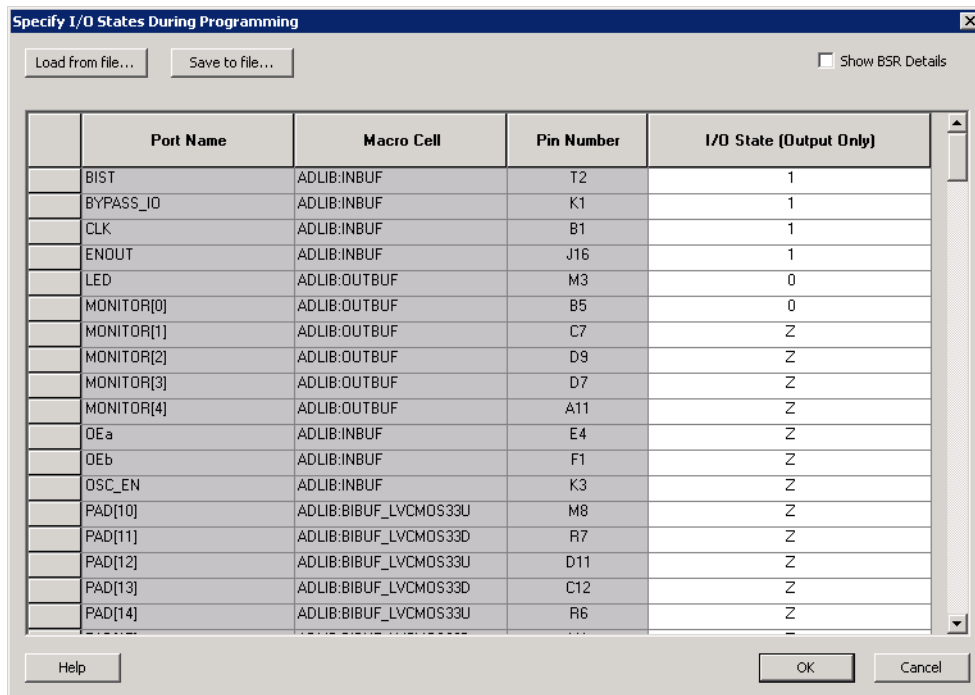 Specify I/O States During Programming
Load from file... Save to file... Show BSR Details
Port Name Macro Cell Pin Number I/O State (Output Only)
BIST ADLIB:INBUF T2 1
BYPASS_IO ADLIB:INBUF K1 1
CLK ADLIB:INBUF B1 1
ENOUT ADLIB:INBUF J16 1
LED ADLIB:OUTBUF M3 0
MONITOR[0] ADLIB:OUTBUF B5 0
MONITOR[1] ADLIB:OUTBUF C7 Z
MONITOR[2] ADLIB:OUTBUF D9 Z
MONITOR[3] ADLIB:OUTBUF D7 Z
MONITOR[4] ADLIB:OUTBUF A11 Z
OEa ADLIB:INBUF E4 Z
OEb ADLIB:INBUF F1 Z
OSC_EN ADLIB:INBUF K3 Z
PAD[10] ADLIB:BIBUF_LVCMOS33U M8 Z
PAD[11] ADLIB:BIBUF_LVCMOS33D R7 Z
PAD[12] ADLIB:BIBUF_LVCMOS33U D11 Z
PAD[13] ADLIB:BIBUF_LVCMOS33D C12 Z
PAD[14] ADLIB:BIBUF_LVCMOS33U R6 Z
Help OK Cancel